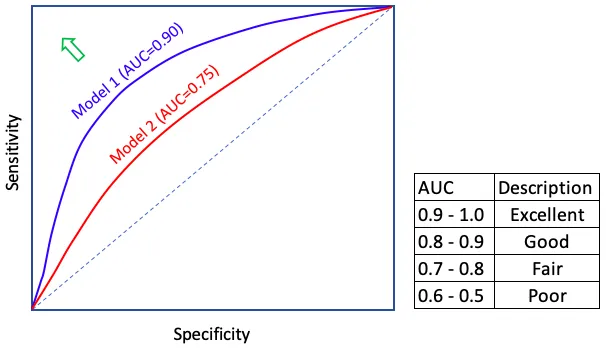 Model 1 (AUC=0.90)
Model 2 (AUC=0.75)
Sensitivity
Specificity
AUC Description
0.9 - 1.0 Excellent
0.8 - 0.9 Good
0.7 - 0.8 Fair
0.6 - 0.5 Poor